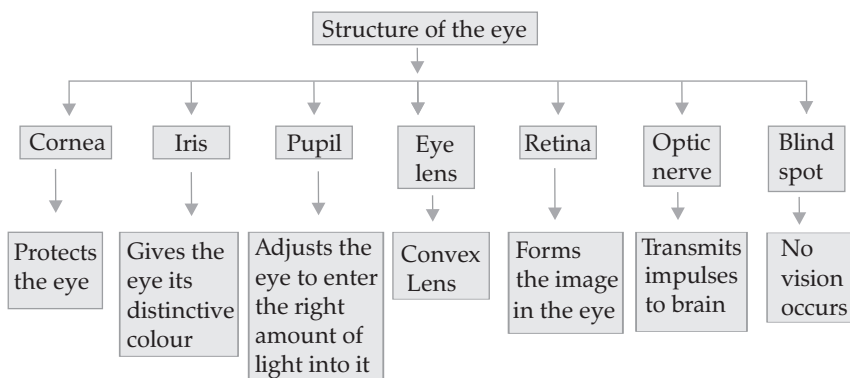 Structure of the eye
Cornea
Iris
Pupil
Eye
lens
Retina
Optic
nerve
Blind
spot
Protects
the eye
Gives the
eye its
distinctive
colour
Adjusts the
eye to enter
the right
amount of
light into it
Convex
Lens
Forms
the image
in the eye
Transmits
impulses
to brain
No
vision
occurs